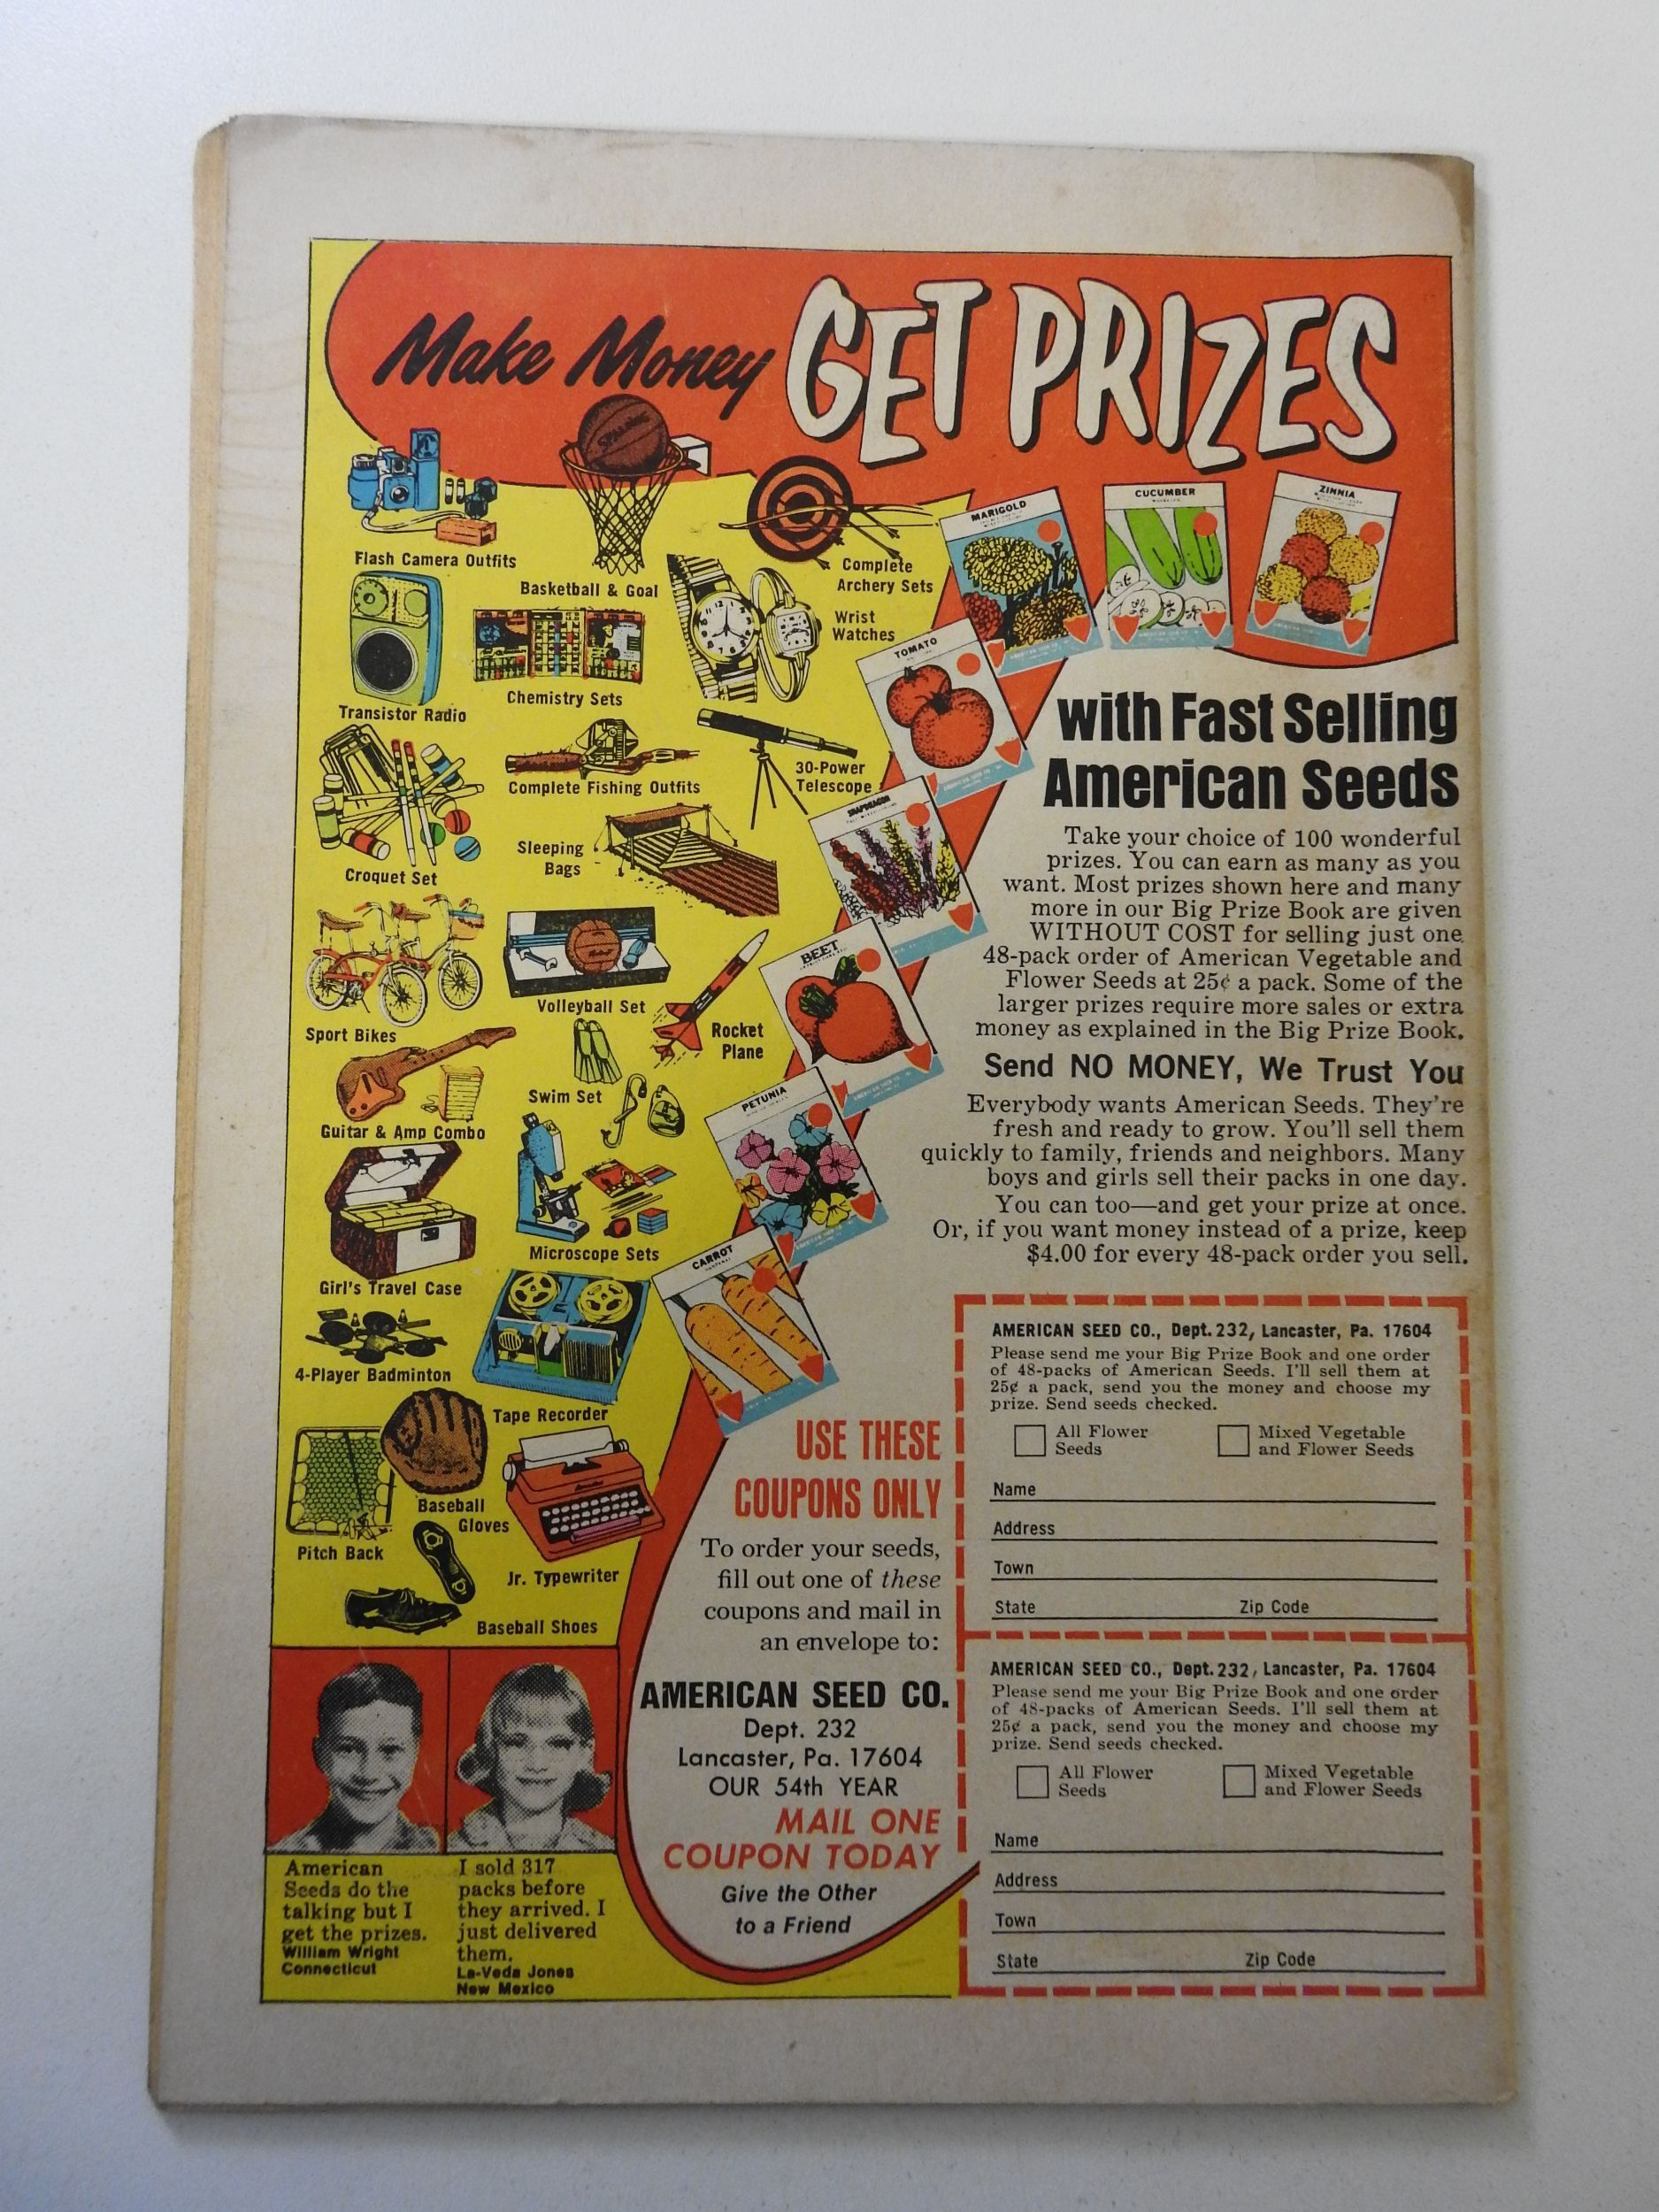 Make Money GET PRIZES
SPALDING
Flash Camera Outfits
Basketball & Goal
Complete
Archery Sets
Wrist
Watches
Transistor Radio
Chemistry Sets
Complete Fishing Outfits
30-Power
Telescope
Croquet Set
Sleeping
Bags
Sport Bikes
Volleyball Set
Rocket
Plane
Swim Set
Guitar & Amp Combo
Microscope Sets
Girl's Travel Case
4-Player Badminton
Tape Recorder
Baseball
Gloves
Pitch Back
Jr. Typewriter
Baseball Shoes
MARIGOLD
CUCUMBER
ZINNIA
TOMATO
SNAPDRAGON
BEET
PETUNIA
CARROT
with Fast Selling
American Seeds
Take your choice of 100 wonderful
prizes. You can earn as many as you
want. Most prizes shown here and many
more in our Big Prize Book are given
WITHOUT COST for selling just one
48-pack order of American Vegetable and
Flower Seeds at 25¢ a pack. Some of the
larger prizes require more sales or extra
money as explained in the Big Prize Book.
Send NO MONEY, We Trust You
Everybody wants American Seeds. They're
fresh and ready to grow. You'll sell them
quickly to family, friends and neighbors. Many
boys and girls sell their packs in one day.
You can too—and get your prize at once.
Or, if you want money instead of a prize, keep
$4.00 for every 48-pack order you sell.
USE THESE
COUPONS ONLY
To order your seeds,
fill out one of these
coupons and mail in
an envelope to:
AMERICAN SEED CO.
Dept. 232
Lancaster, Pa. 17604
OUR 54th YEAR
MAIL ONE
COUPON TODAY
Give the Other
to a Friend
AMERICAN SEED CO., Dept. 232, Lancaster, Pa. 17604
Please send me your Big Prize Book and one order
of 48-packs of American Seeds. I'll sell them at
25¢ a pack, send you the money and choose my
prize. Send seeds checked.
All Flower
Seeds
Mixed Vegetable
and Flower Seeds
Name
Address
Town
State Zip Code
AMERICAN SEED CO., Dept. 232, Lancaster, Pa. 17604
Please send me your Big Prize Book and one order
of 48-packs of American Seeds. I'll sell them at
25¢ a pack, send you the money and choose my
prize. Send seeds checked.
All Flower
Seeds
Mixed Vegetable
and Flower Seeds
Name
Address
Town
State Zip Code
American
Seeds do the
talking but I
get the prizes.
William Wright
Connecticut
I sold 317
packs before
they arrived. I
just delivered
them.
La-Veda Jones
New Mexico